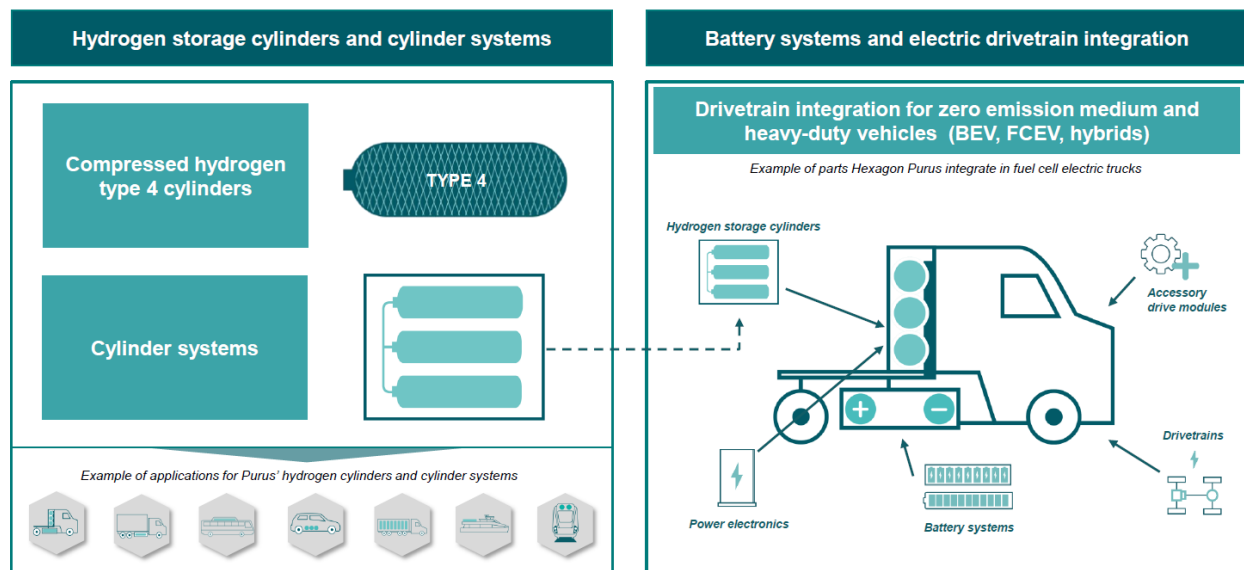 Hydrogen storage cylinders and cylinder systems
Compressed hydrogen
type 4 cylinders
TYPE 4
Cylinder systems
Example of applications for Purus' hydrogen cylinders and cylinder systems
Battery systems and electric drivetrain integration
Drivetrain integration for zero emission medium and
heavy-duty vehicles (BEV, FCEV, hybrids)
Example of parts Hexagon Purus integrate in fuel cell electric trucks
Hydrogen storage cylinders
Accessory
drive modules
+
−
Drivetrains
Power electronics
Battery systems